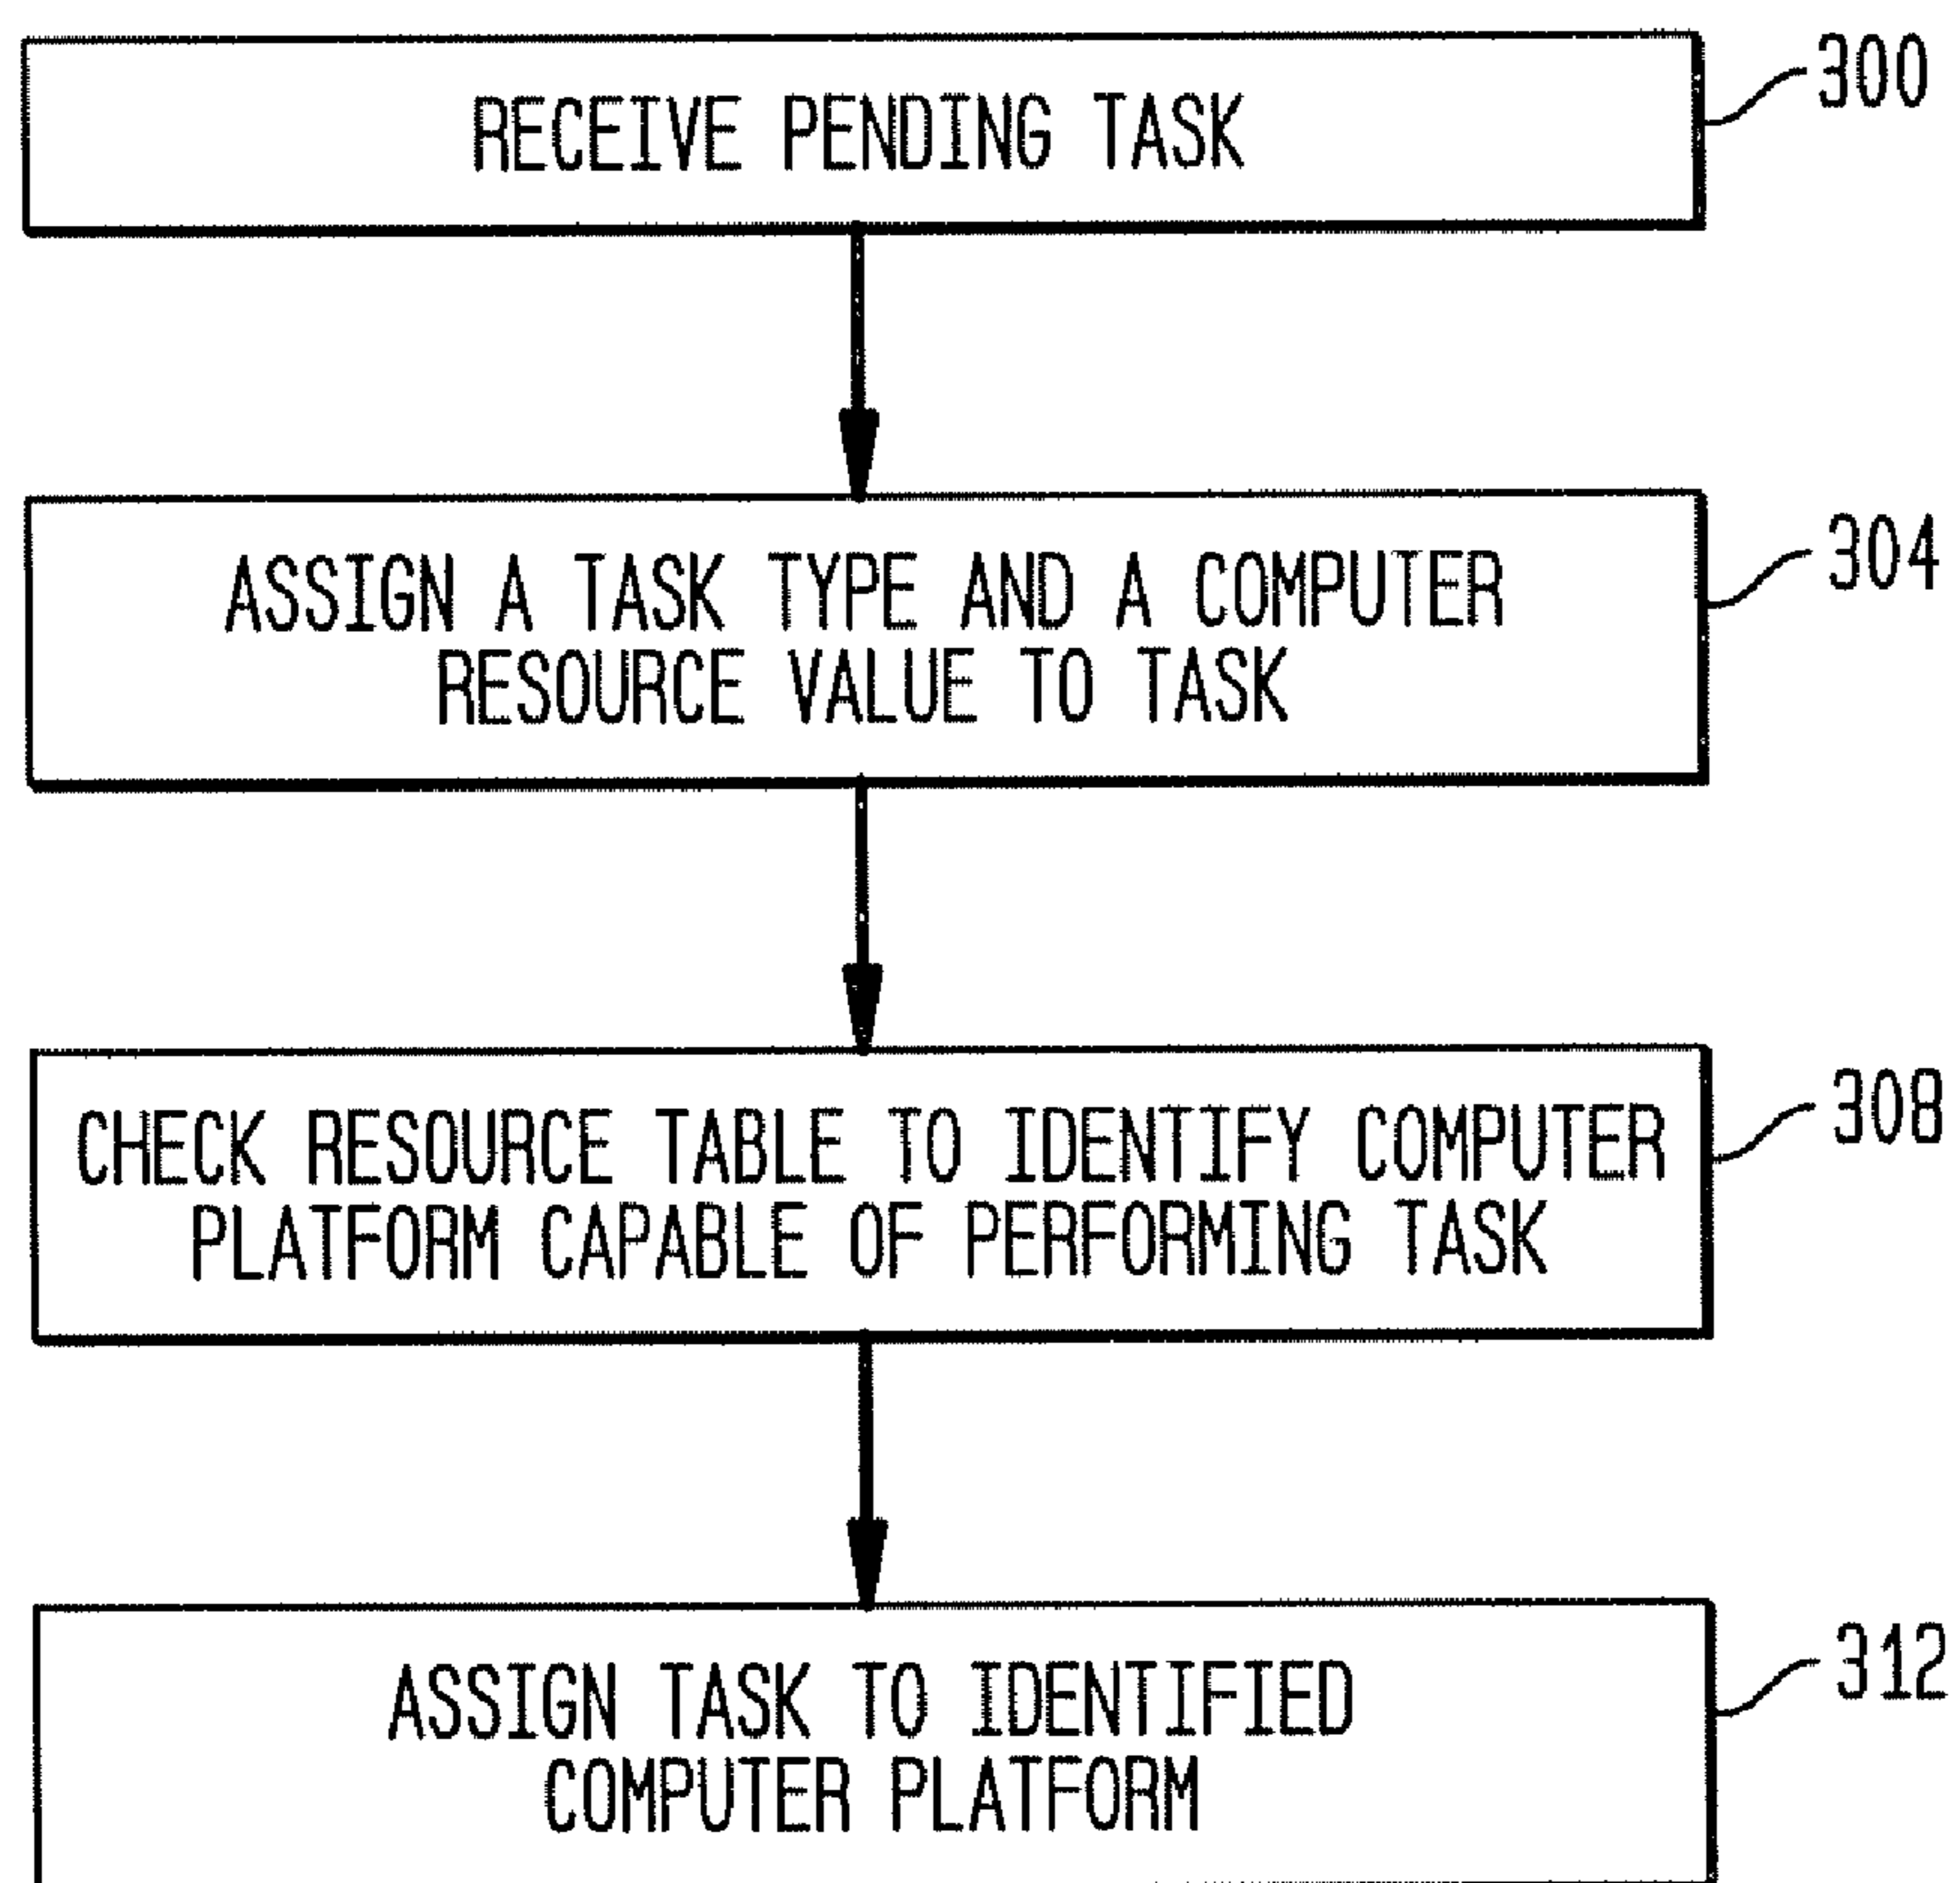 RECEIVE PENDING TASK
300
ASSIGN A TASK TYPE AND A COMPUTER
RESOURCE VALUE TO TASK
304
CHECK RESOURCE TABLE TO IDENTIFY COMPUTER
PLATFORM CAPABLE OF PERFORMING TASK
308
ASSIGN TASK TO IDENTIFIED
COMPUTER PLATFORM
312